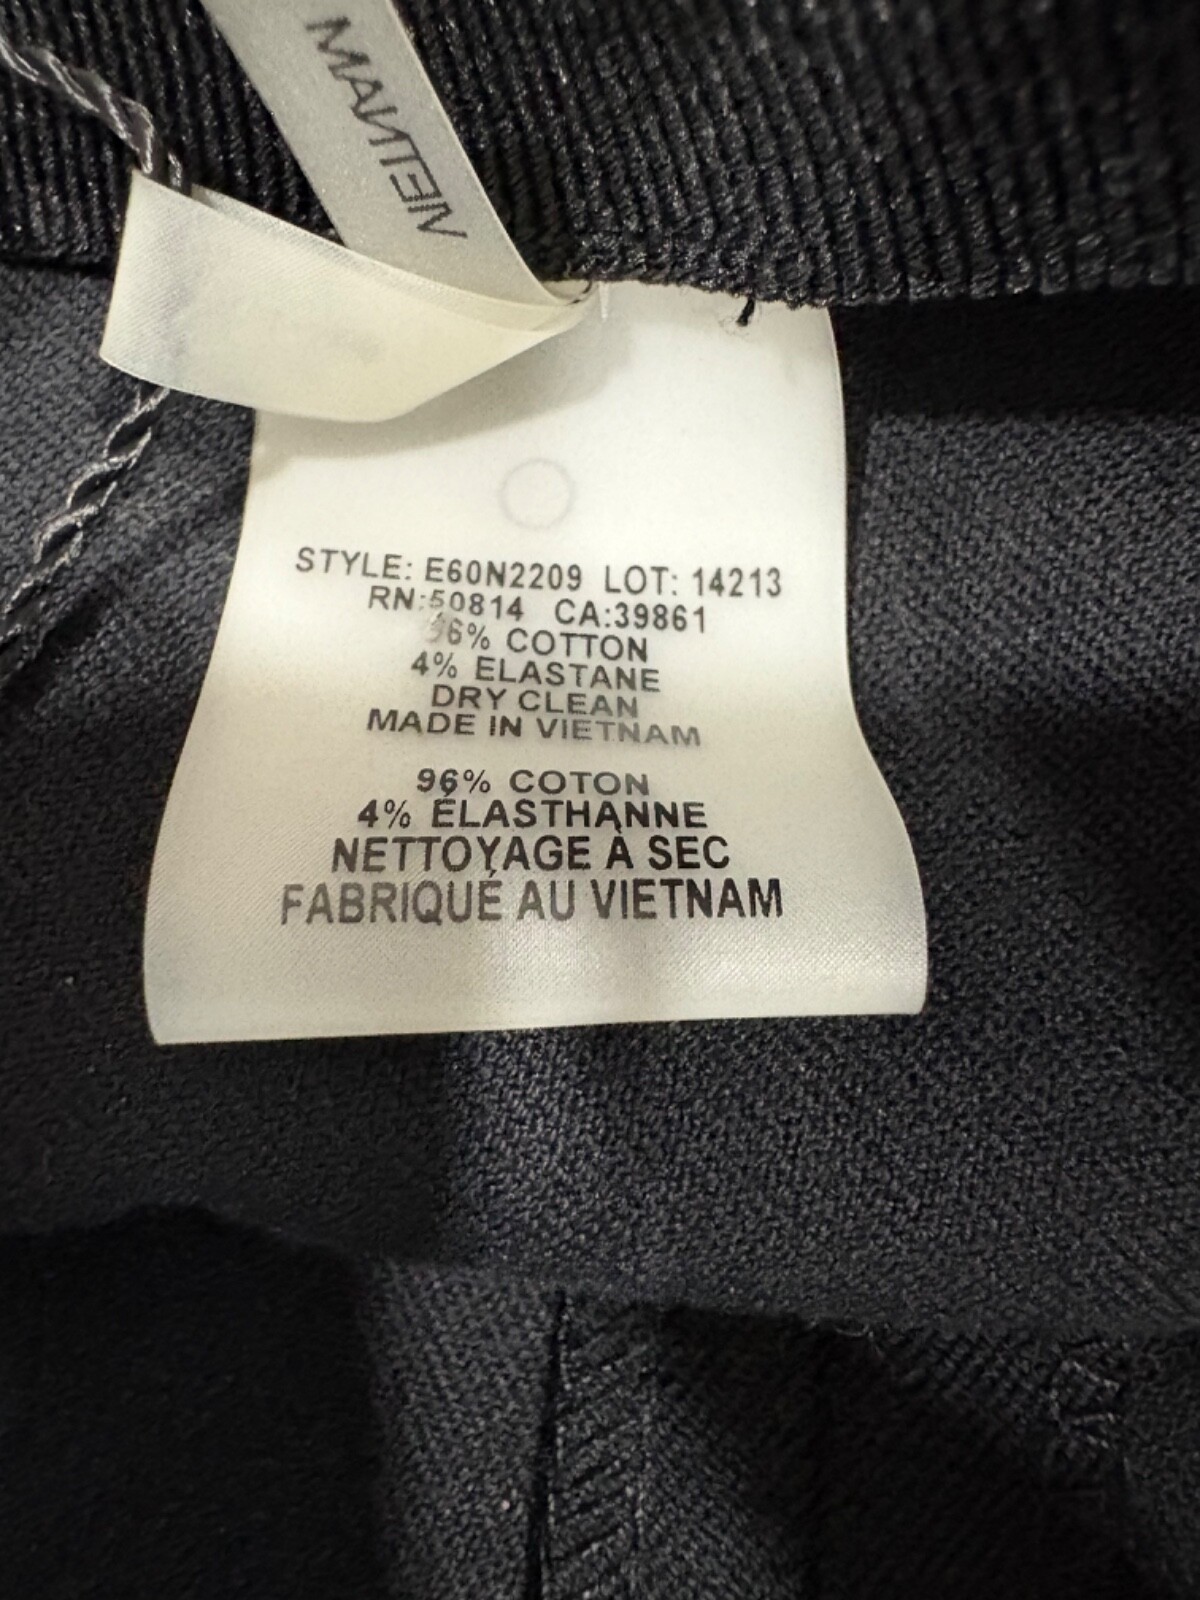 STYLE: E60N2209 LOT: 14213
RN:50814 CA:39861
96% COTTON
4% ELASTANE
DRY CLEAN
MADE IN VIETNAM
96% COTON
4% ÉLASTHANNE
NETTOYAGE À SEC
FABRIQUÉ AU VIETNAM